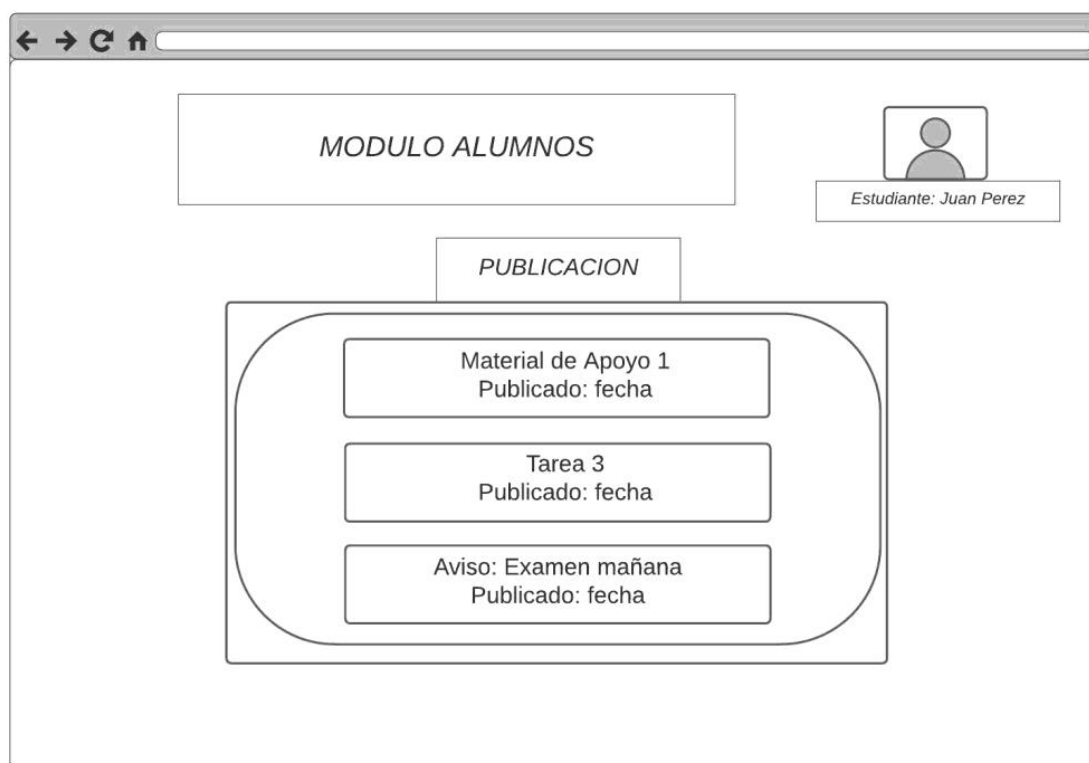 MODULO ALUMNOS
Estudiante: Juan Perez
PUBLICACION
Material de Apoyo 1
Publicado: fecha
Tarea 3
Publicado: fecha
Aviso: Examen mañana
Publicado: fecha